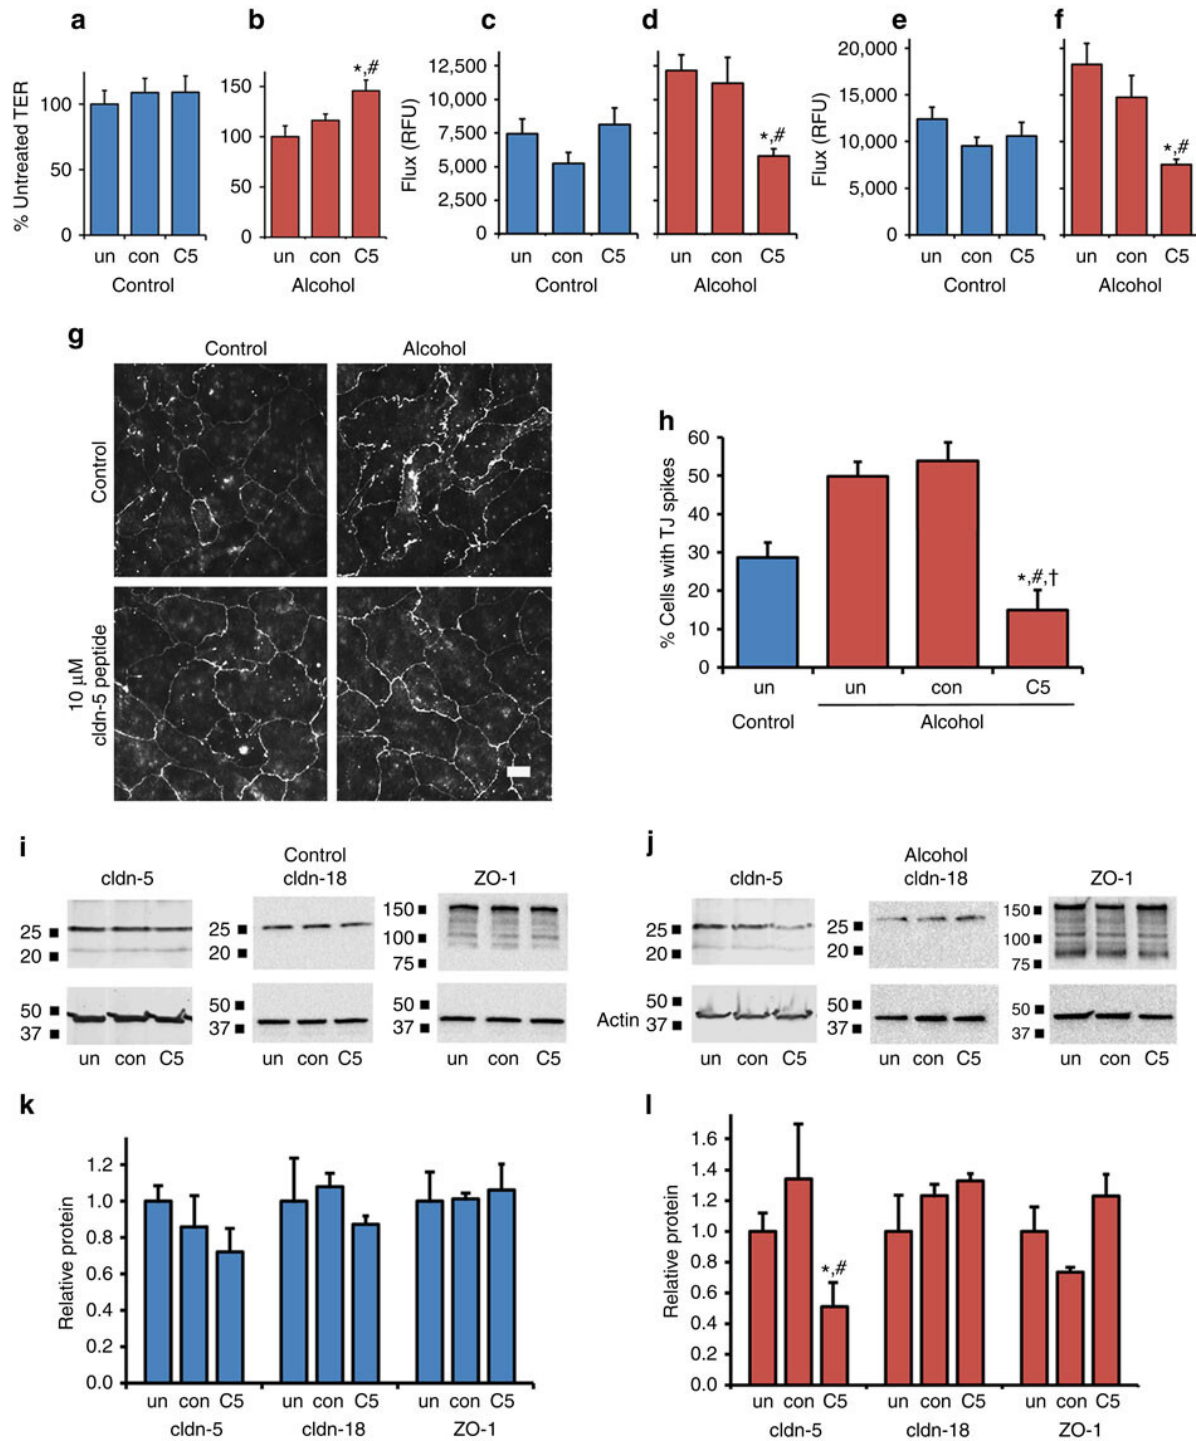 a b c d e f
% Untreated TER
100
50
0
un con C5
Control
150
100
50
0
*,#
un con C5
Alcohol
Flux (RFU)
12,500
10,000
7,500
5,000
2,500
0
un con C5
Control
*,#
un con C5
Alcohol
Flux (RFU)
20,000
15,000
10,000
5,000
0
un con C5
Control
*,#
un con C5
Alcohol
g
Control Alcohol
Control
10 μM
cldn-5 peptide
h
% Cells with TJ spikes
60
50
40
30
20
10
0
*,#,†
un un con C5
Control Alcohol
i
Control
cldn-5 cldn-18 ZO-1
25
20
25
20
150
100
75
50
37
50
37
50
37
un con C5 un con C5 un con C5
j
Alcohol
cldn-5 cldn-18 ZO-1
25
20
25
20
150
100
75
Actin
50
37
50
37
50
37
un con C5 un con C5 un con C5
k
Relative protein
1.2
1.0
0.8
0.6
0.4
0.2
0.0
un con C5 un con C5 un con C5
cldn-5 cldn-18 ZO-1
l
Relative protein
1.6
1.4
1.2
1.0
0.8
0.6
0.4
0.2
0.0
*,#
un con C5 un con C5 un con C5
cldn-5 cldn-18 ZO-1